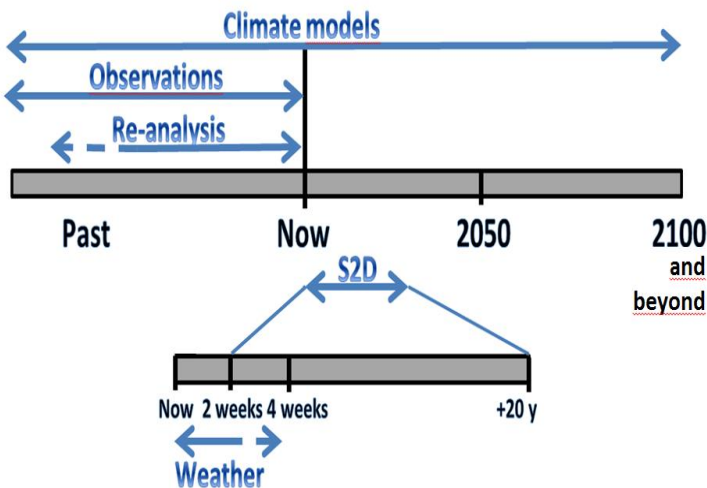 Climate models
Observations
Re-analysis
Past Now 2050 2100
and
beyond
S2D
Now 2 weeks 4 weeks +20 y
Weather